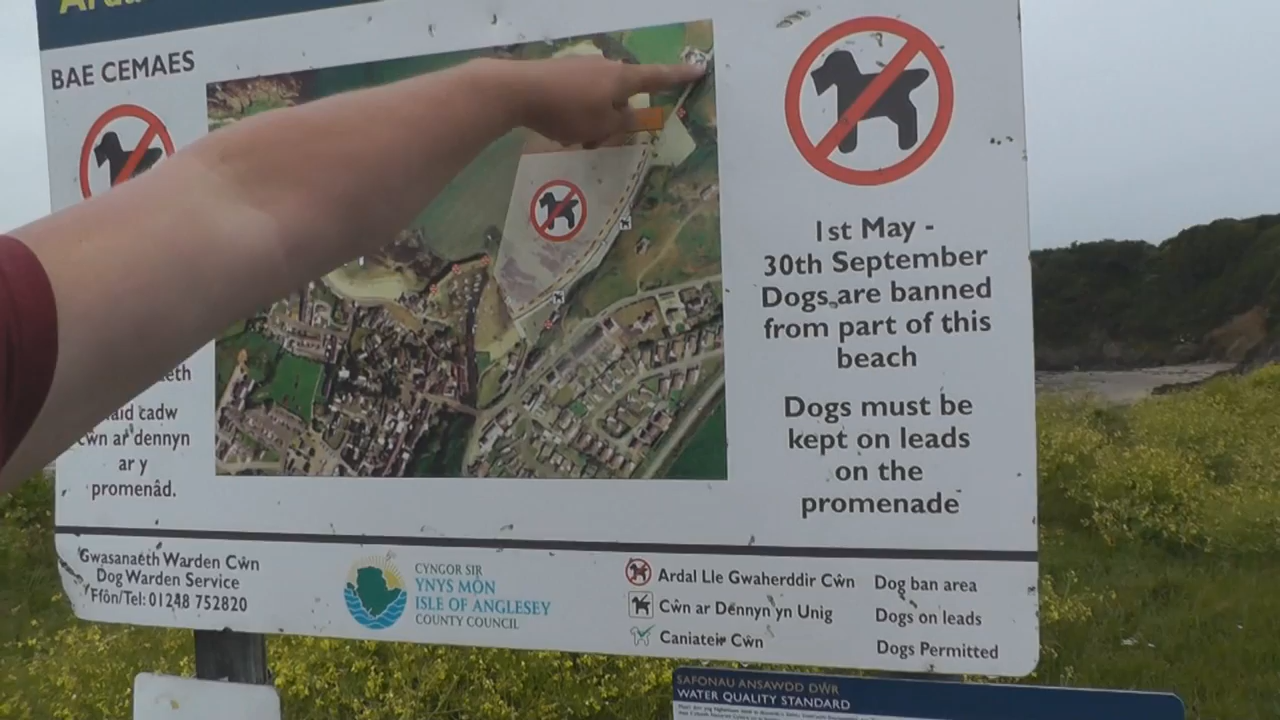 BAE CEMAES
cadw
cŵn ar dennyn
ar y
promenâd.
1st May -
30th September
Dogs are banned
from part of this
beach
Dogs must be
kept on leads
on the
promenade
Gwasanaeth Warden Cŵn
Dog Warden Service
Ffôn/Tel: 01248 752820
CYNGOR SIR
YNYS MÔN
ISLE OF ANGLESEY
COUNTY COUNCIL
Ardal Lle Gwaherddir Cŵn Dog ban area
Cŵn ar Dennyn yn Unig Dogs on leads
Caniateir Cŵn Dogs Permitted
SAFONAU ANSAWDD DŴR
WATER QUALITY STANDARD